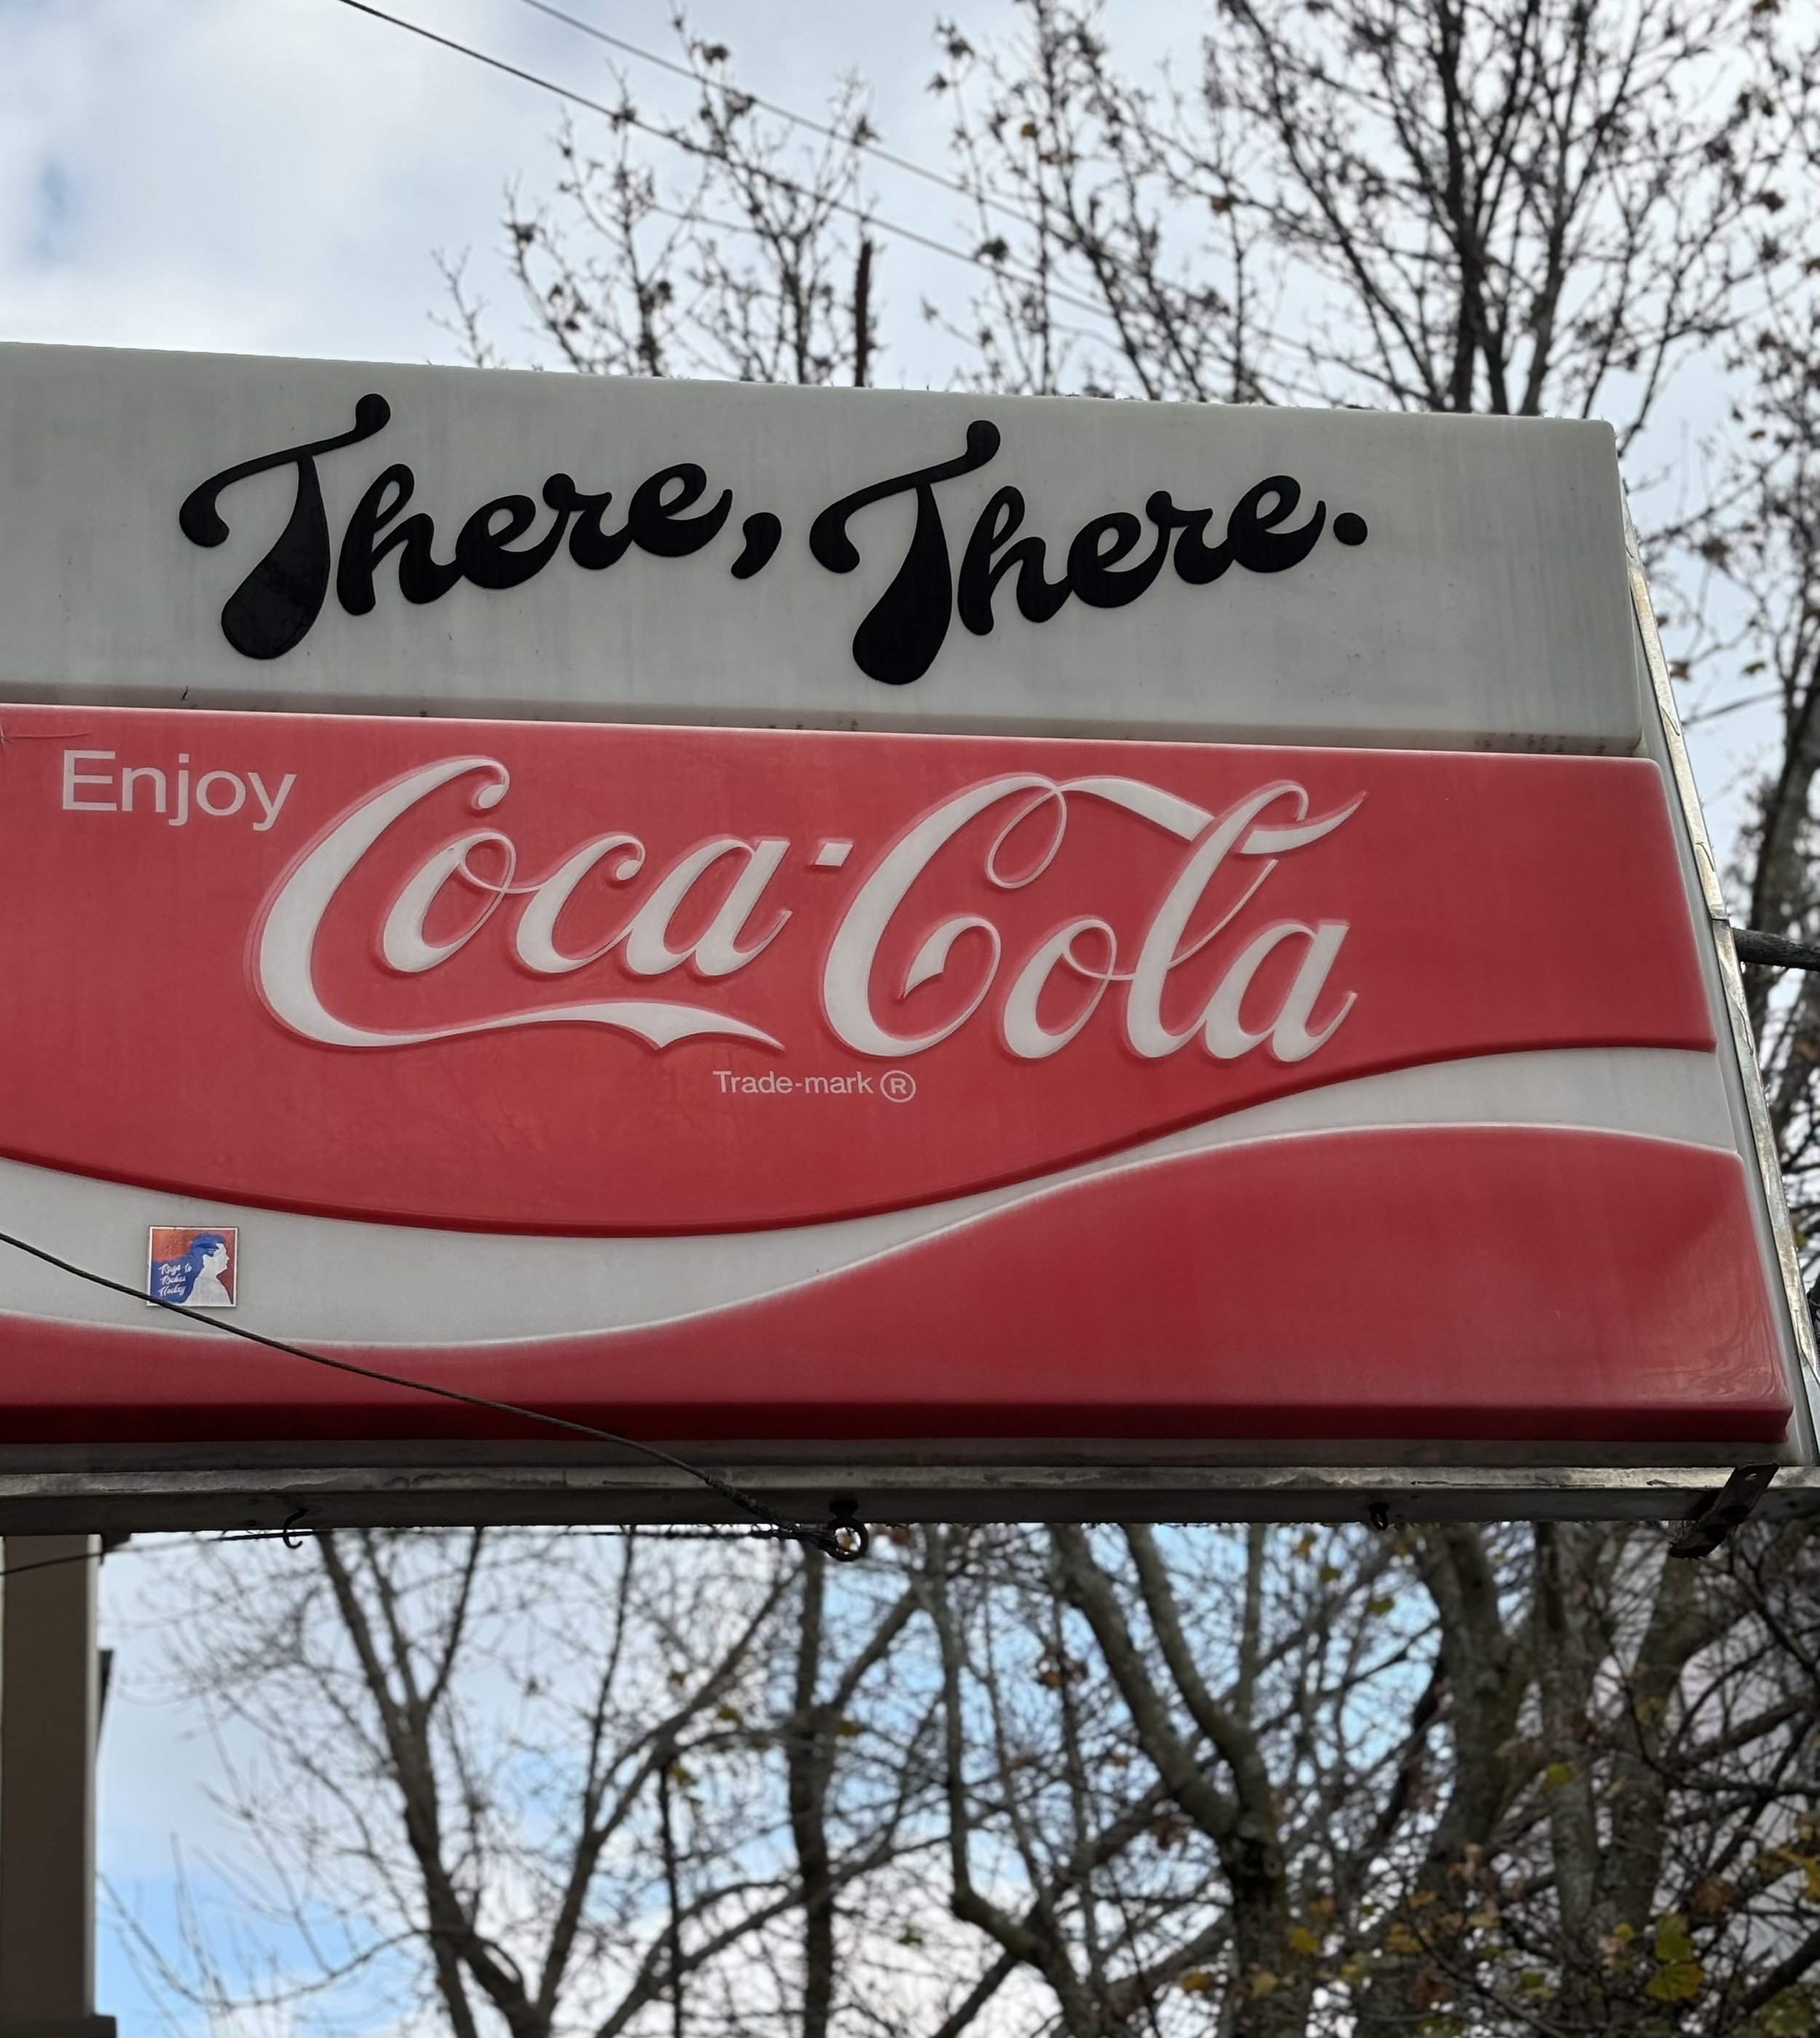 There, There.
Enjoy
Coca-Cola
Trade-mark ®